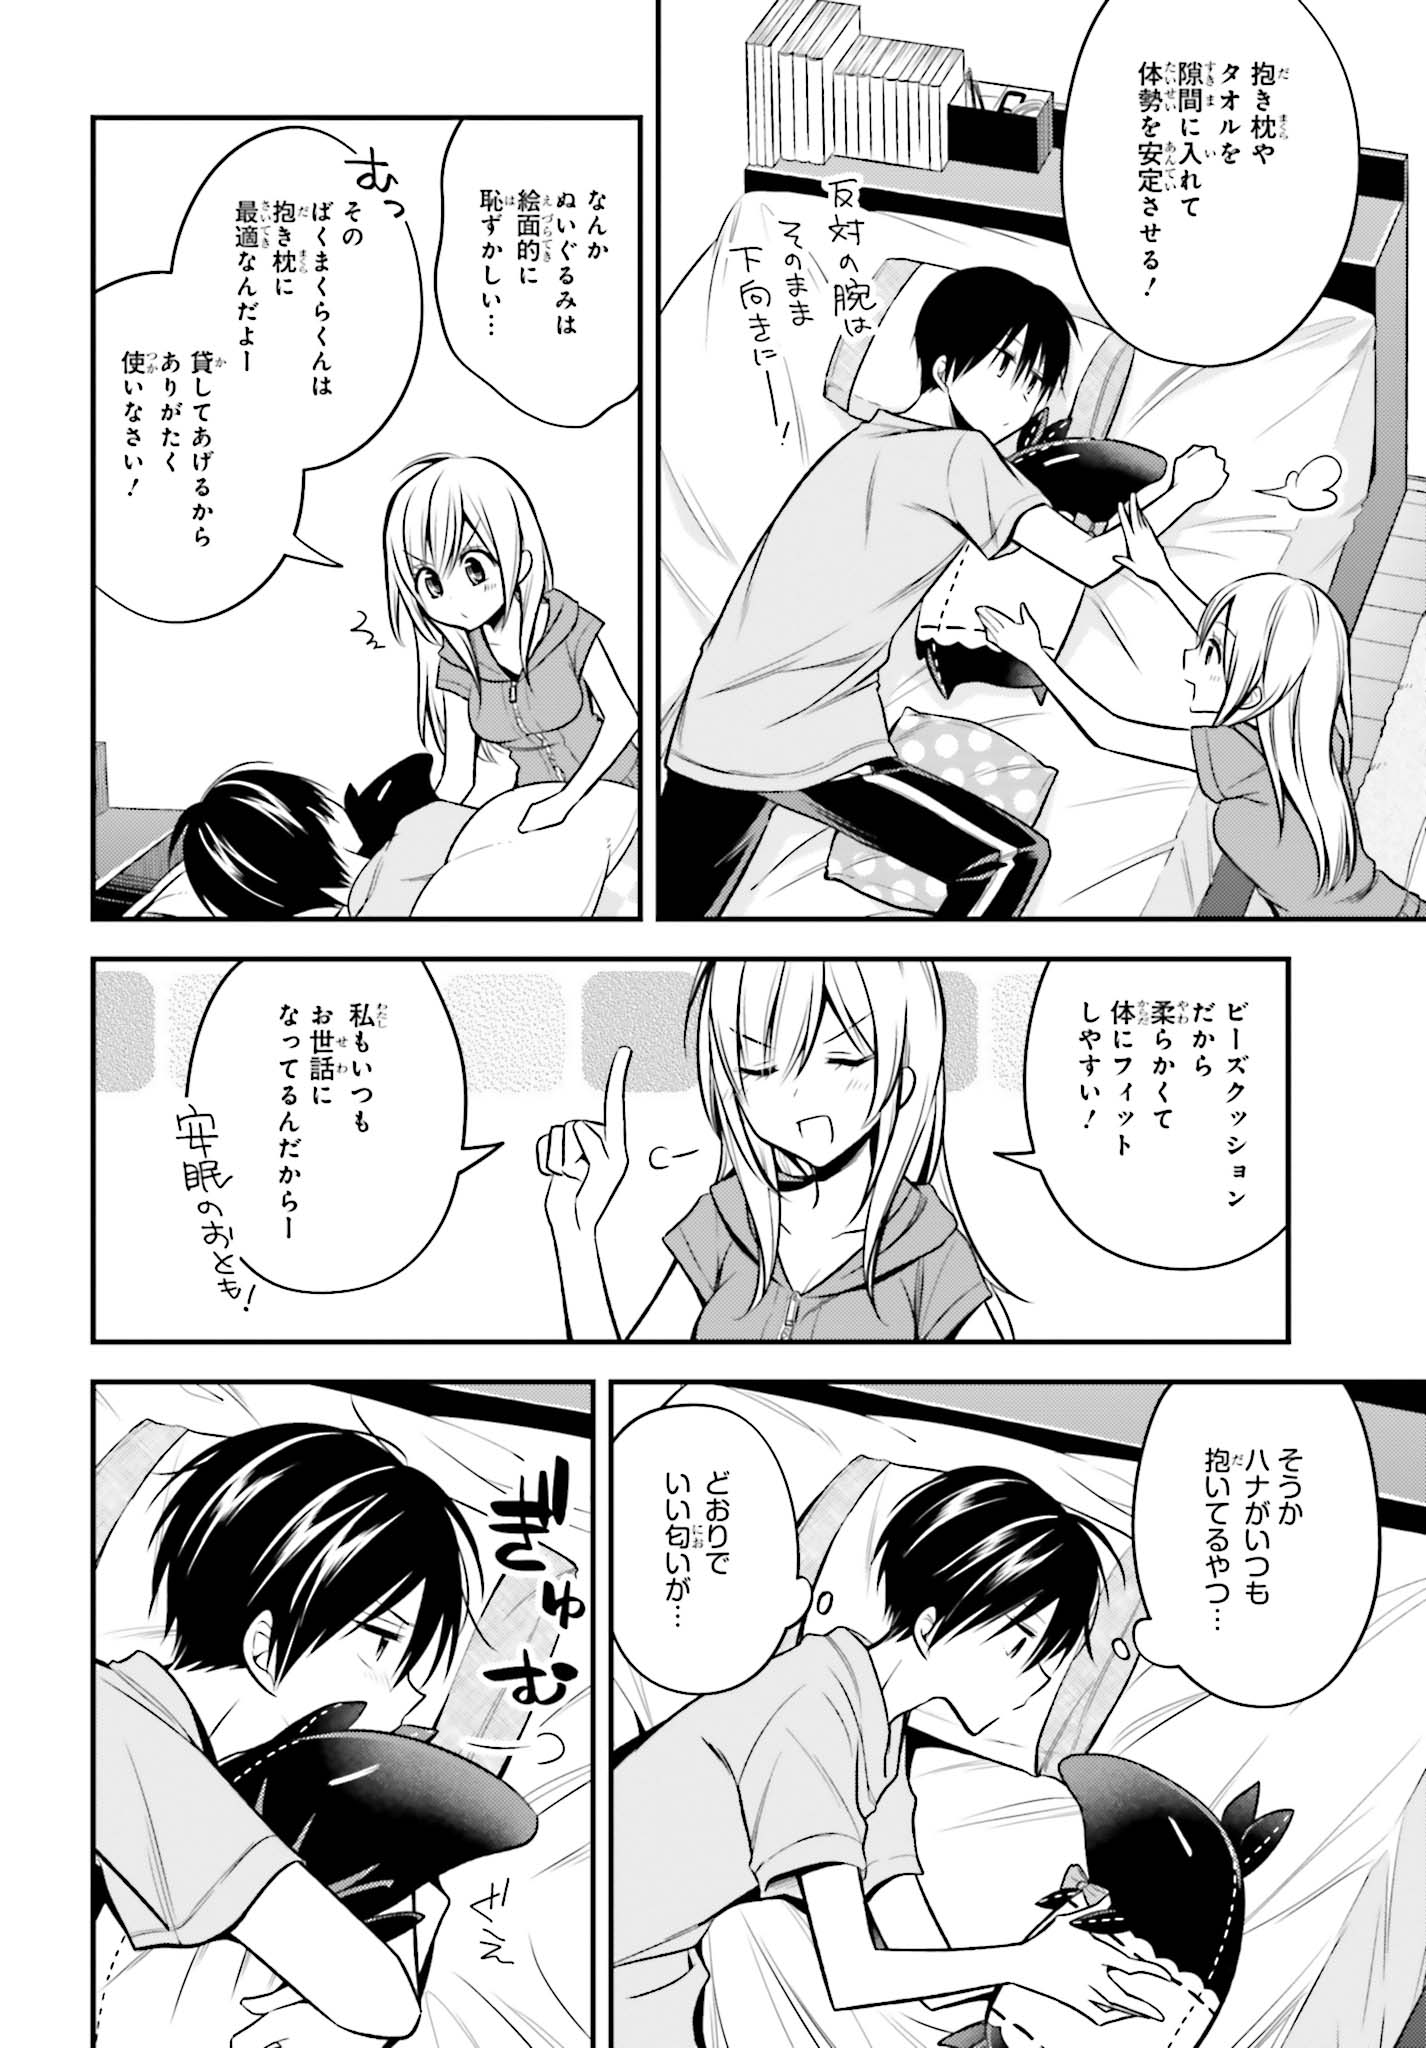 抱き枕や
タオルを
隙間に入れて
体勢を安定させる！
反対の腕は
そのまま
下向きにー！
なんか
ぬいぐるみは
絵面的に
恥ずかしい…
むっ
その
ばくまくらくんは
抱き枕に
最適なんだよー
貸してあげるから
ありがたく
使いなさい！
ビーズクッション
だから
柔らかくて
体にフィット
しやすい！
私もいつも
お世話に
なってるんだからー
安眠のおとも！
そうか
ハナがいつも
抱いてるやつ…
どおりで
いい匂いが…
ぎゅむ